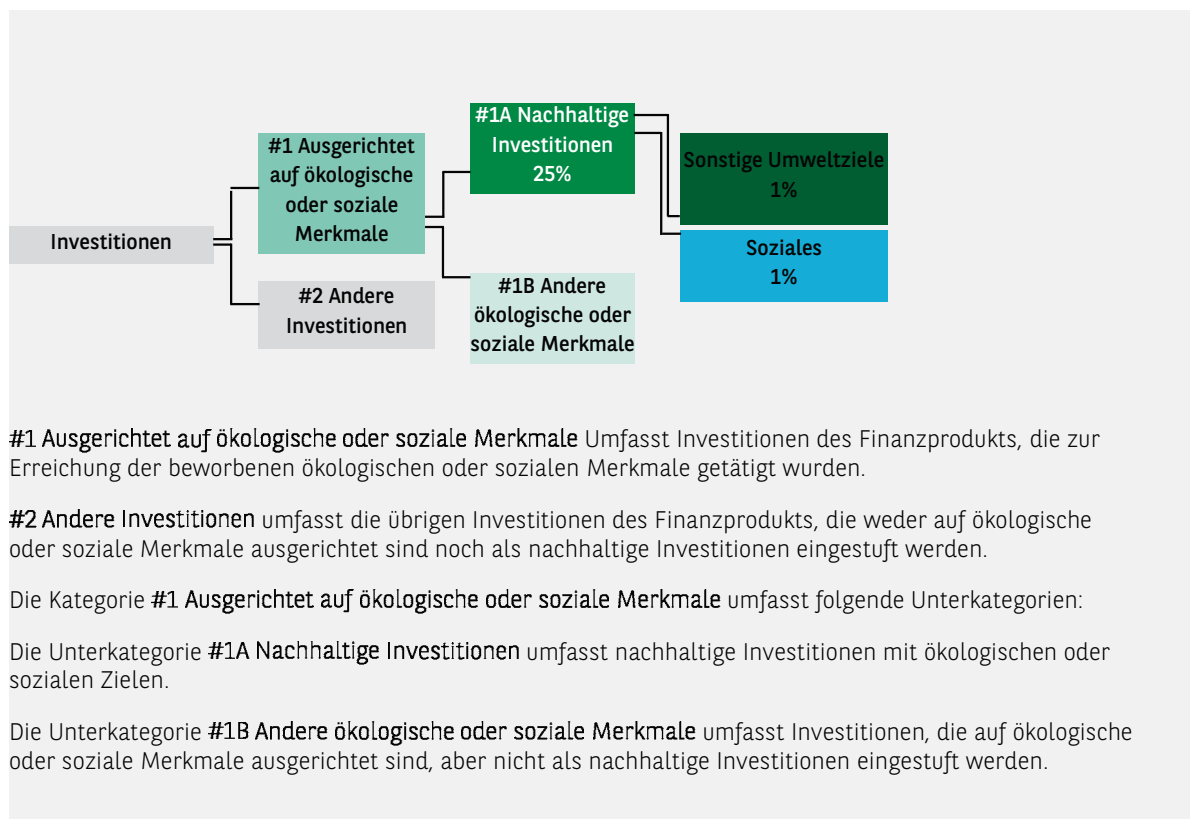 #1A Nachhaltige
Investitionen
25%
#1 Ausgerichtet
auf ökologische
oder soziale
Merkmale
Sonstige Umweltziele
1%
Investitionen
Soziales
1%
#2 Andere
Investitionen
#1B Andere
ökologische oder
soziale Merkmale
#1 Ausgerichtet auf ökologische oder soziale Merkmale Umfasst Investitionen des Finanzprodukts, die zur
Erreichung der beworbenen ökologischen oder sozialen Merkmale getätigt wurden.
#2 Andere Investitionen umfasst die übrigen Investitionen des Finanzprodukts, die weder auf ökologische
oder soziale Merkmale ausgerichtet sind noch als nachhaltige Investitionen eingestuft werden.
Die Kategorie #1 Ausgerichtet auf ökologische oder soziale Merkmale umfasst folgende Unterkategorien:
Die Unterkategorie #1A Nachhaltige Investitionen umfasst nachhaltige Investitionen mit ökologischen oder
sozialen Zielen.
Die Unterkategorie #1B Andere ökologische oder soziale Merkmale umfasst Investitionen, die auf ökologische
oder soziale Merkmale ausgerichtet sind, aber nicht als nachhaltige Investitionen eingestuft werden.